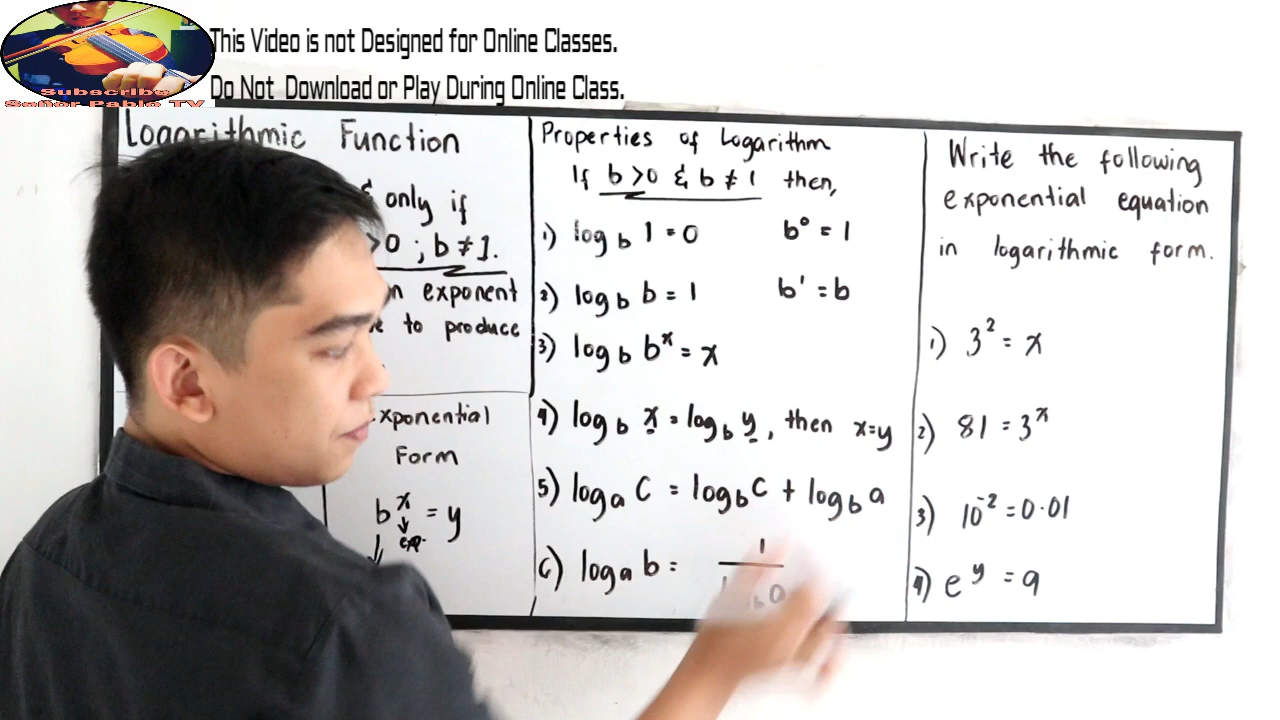 This Video is not Designed for Online Classes.
Do Not Download or Play During Online Class.
Subscribe
Señor Pablo TV
Logarithmic Function
& only if
>0 ; b ≠ 1.
exponent
to produce
xponential
Form
b^x = y
exp.
Properties of Logarithm
If b >0 & b ≠ 1 then,
1) log_b 1 = 0 b^0 = 1
2) log_b b = 1 b^1 = b
3) log_b b^x = x
4) log_b x = log_b y, then x=y
5) log_a C = log_b C + log_b a
6) log_a b = 1
Write the following
exponential equation
in logarithmic form.
1) 3^2 = x
2) 81 = 3^x
3) 10^-2 = 0.01
4) e^y = 9